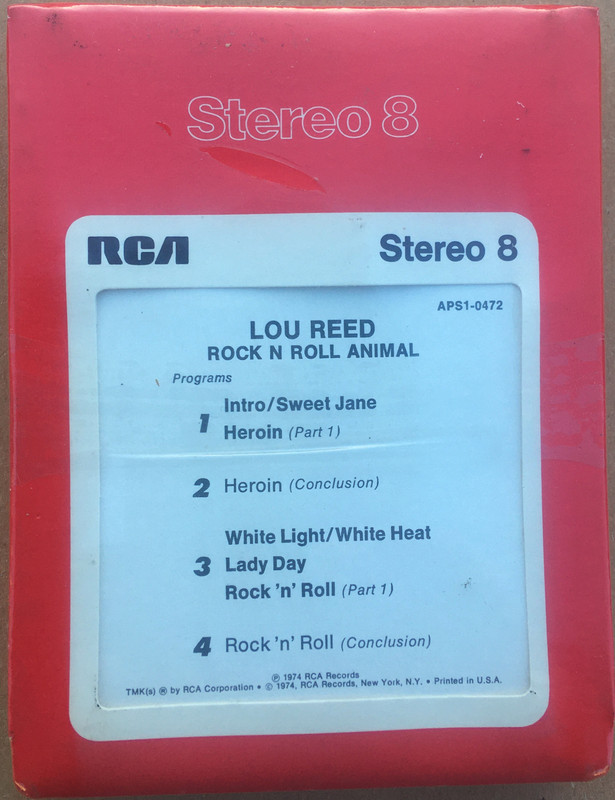 Stereo 8
RCA Stereo 8
APS1-0472
LOU REED
ROCK N ROLL ANIMAL
Programs
1 Intro/Sweet Jane
Heroin (Part 1)
2 Heroin (Conclusion)
White Light/White Heat
3 Lady Day
Rock 'n' Roll (Part 1)
4 Rock 'n' Roll (Conclusion)
℗ 1974 RCA Records
TMK(s) ® by RCA Corporation • © 1974, RCA Records, New York, N.Y. • Printed in U.S.A.